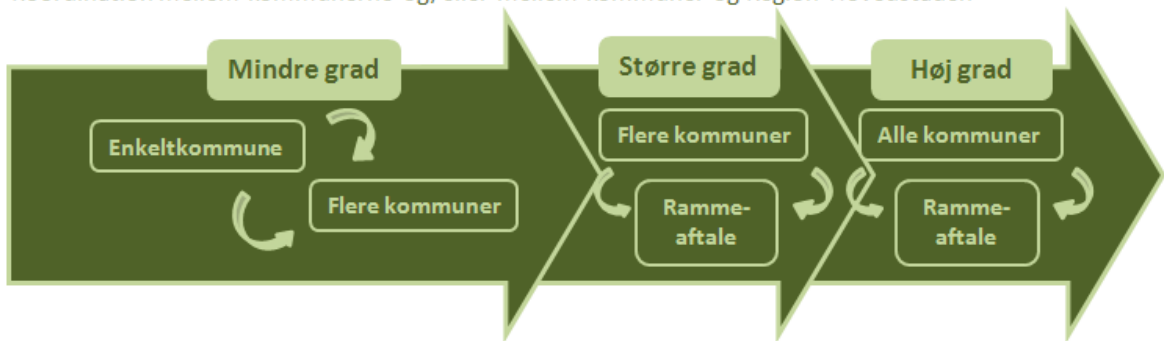 Mindre grad
Større grad
Høj grad
Enkeltkommune
Flere kommuner
Flere kommuner
Ramme-
aftale
Alle kommuner
Ramme-
aftale